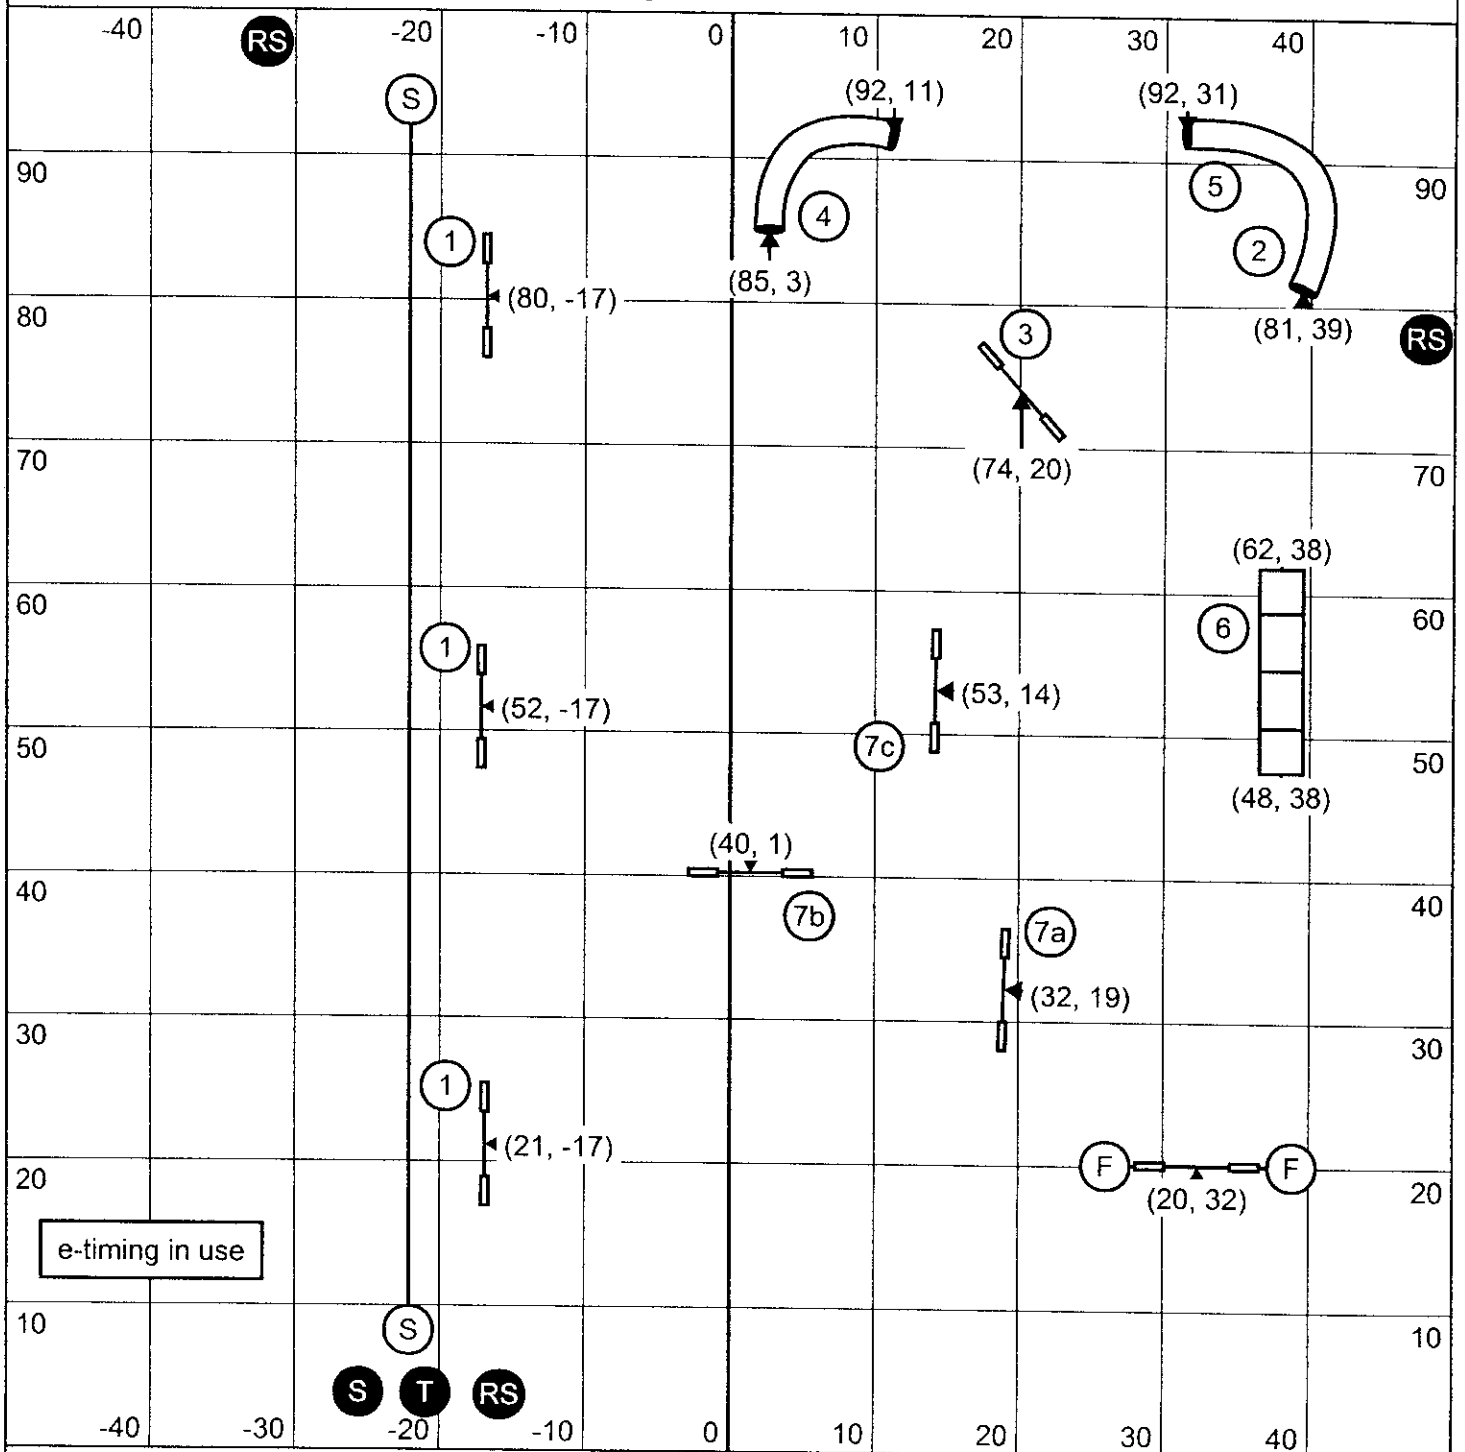 -40 RS -20 -10 0 10 20 30 40
S
(92, 11) (92, 31)
90 90
5
4
1
2
(85, 3)
(80, -17)
80
(81, 39)
3 RS
70 (74, 20) 70
(62, 38)
60 60
6
1
(53, 14)
(52, -17)
7c
50 50
(48, 38)
(40, 1)
40 40
7b 7a
(32, 19)
30 30
1
(21, -17)
F F
20 (20, 32) 20
e-timing in use
10 10
S
S T RS
-40 -30 -20 -10 0 10 20 30 40